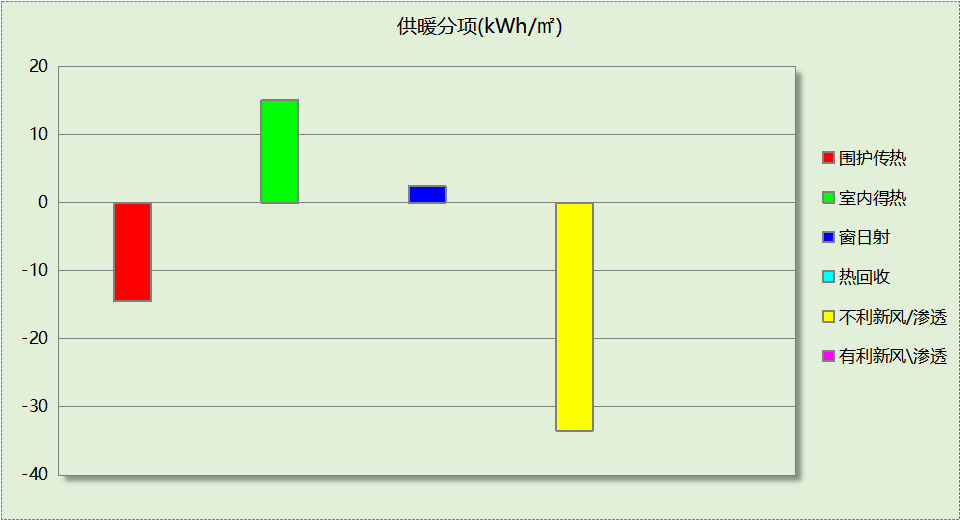 供暖分项(kWh/㎡)
20
10
0
-10
-20
-30
-40
围护传热
室内得热
窗日射
热回收
不利新风/渗透
有利新风\渗透